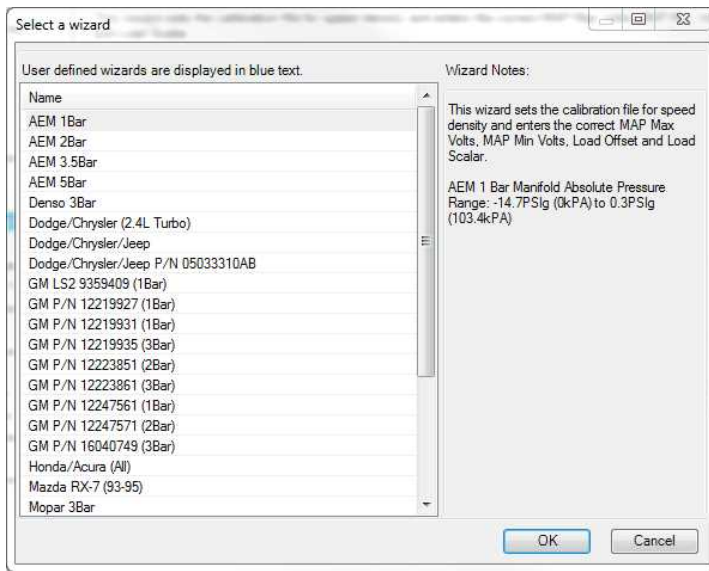 Select a wizard
User defined wizards are displayed in blue text.
Name
AEM 1Bar
AEM 2Bar
AEM 3.5Bar
AEM 5Bar
Denso 3Bar
Dodge/Chrysler (2.4L Turbo)
Dodge/Chrysler/Jeep
Dodge/Chrysler/Jeep P/N 05033310AB
GM LS2 9359409 (1Bar)
GM P/N 12219927 (1Bar)
GM P/N 12219931 (1Bar)
GM P/N 12219935 (3Bar)
GM P/N 12223851 (2Bar)
GM P/N 12223861 (3Bar)
GM P/N 12247561 (1Bar)
GM P/N 12247571 (2Bar)
GM P/N 16040749 (3Bar)
Honda/Acura (All)
Mazda RX-7 (93-95)
Mopar 3Bar
Wizard Notes:
This wizard sets the calibration file for speed
density and enters the correct MAP Max
Volts, MAP Min Volts, Load Offset and Load
Scalar.
AEM 1 Bar Manifold Absolute Pressure
Range: -14.7PSIg (0kPA) to 0.3PSIg
(103.4kPA)
OK
Cancel